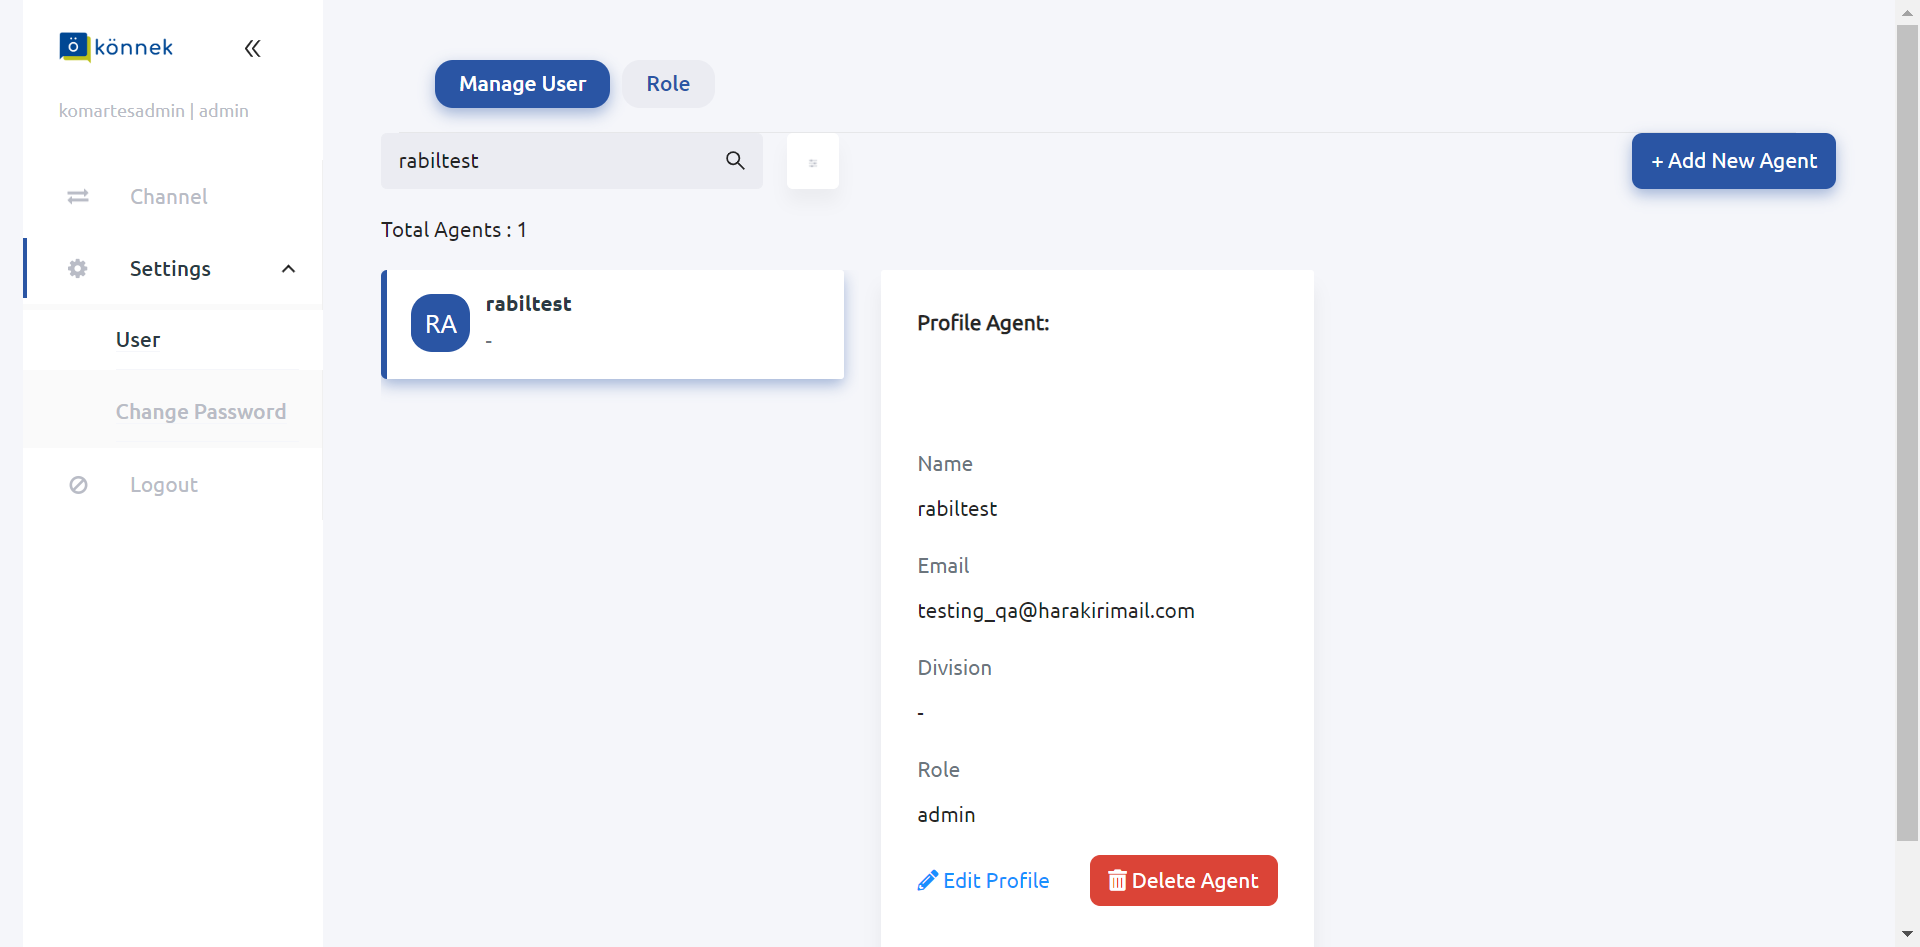 ö könnek
komartesadmin | admin
Channel
Settings
User
Change Password
Logout
Manage User
Role
rabiltest
+ Add New Agent
Total Agents : 1
RA
rabiltest
-
Profile Agent:
Name
rabiltest
Email
testing_qa@harakirimail.com
Division
-
Role
admin
Edit Profile
Delete Agent